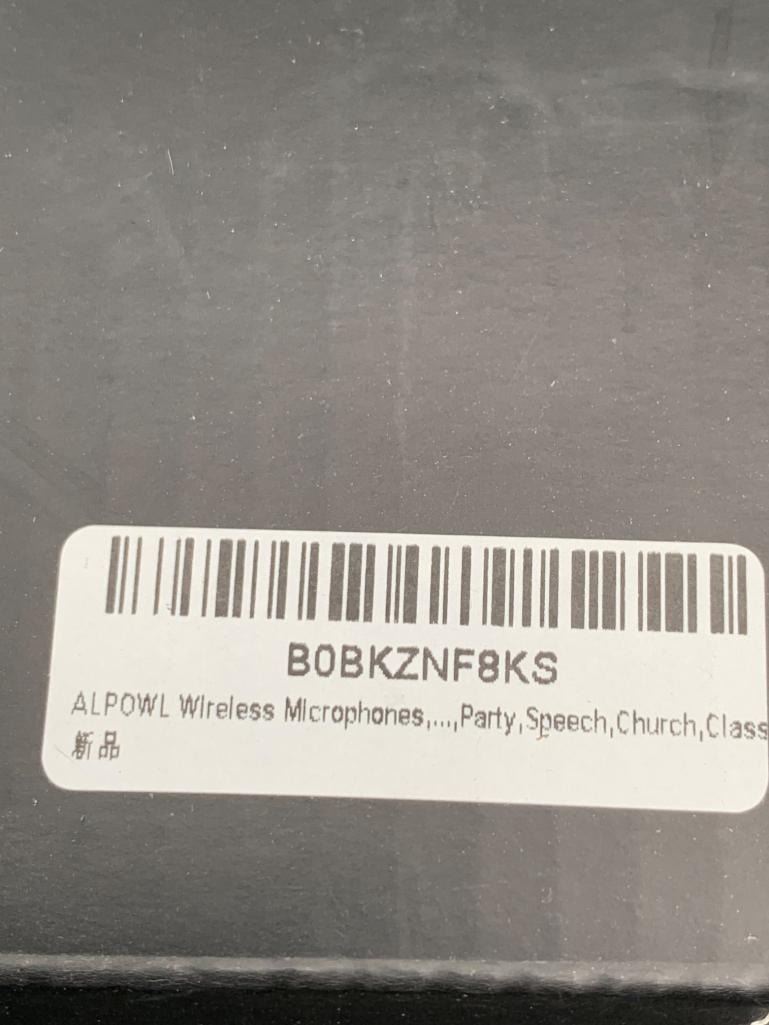 B0BKZNF8KS
ALPOWL Wireless Microphones,...,Party,Speech,Church,Class
新品